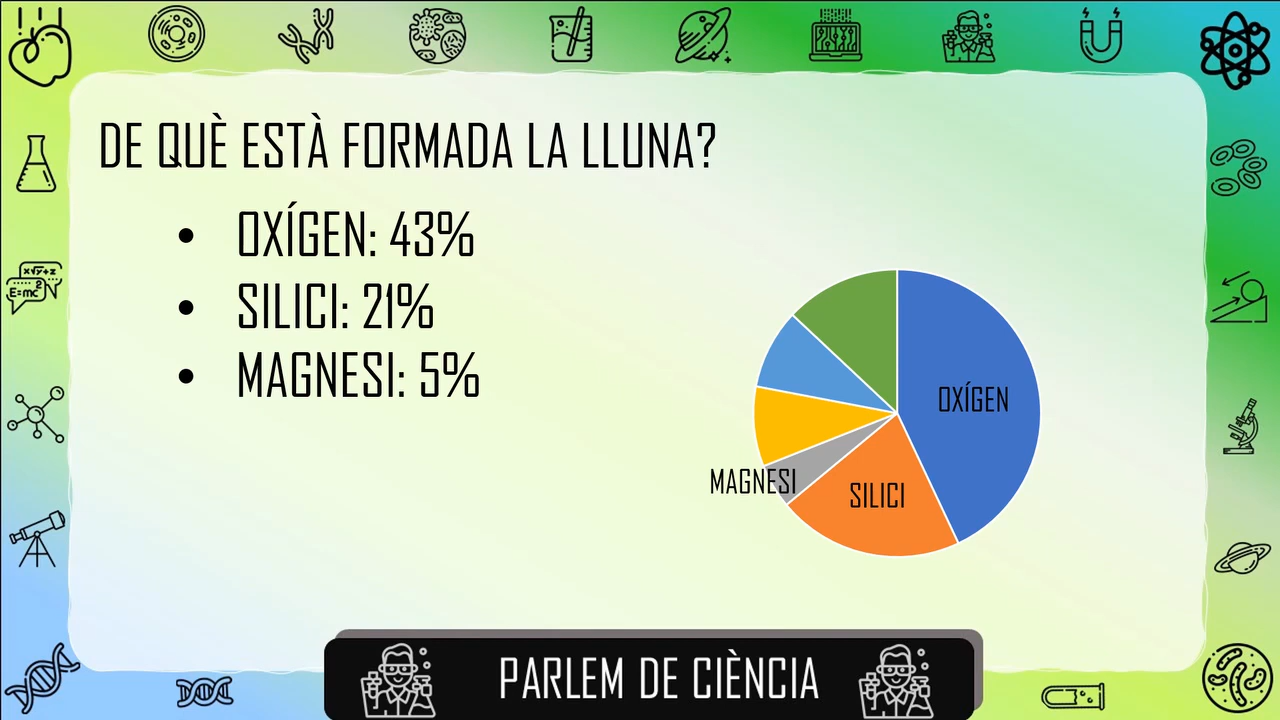 DE QUÈ ESTÀ FORMADA LA LLUNA?
• OXÍGEN: 43%
• SILICI: 21%
• MAGNESI: 5%
OXÍGEN
MAGNESI
SILICI
x√y+z
E=mc²
PARLEM DE CIÈNCIA